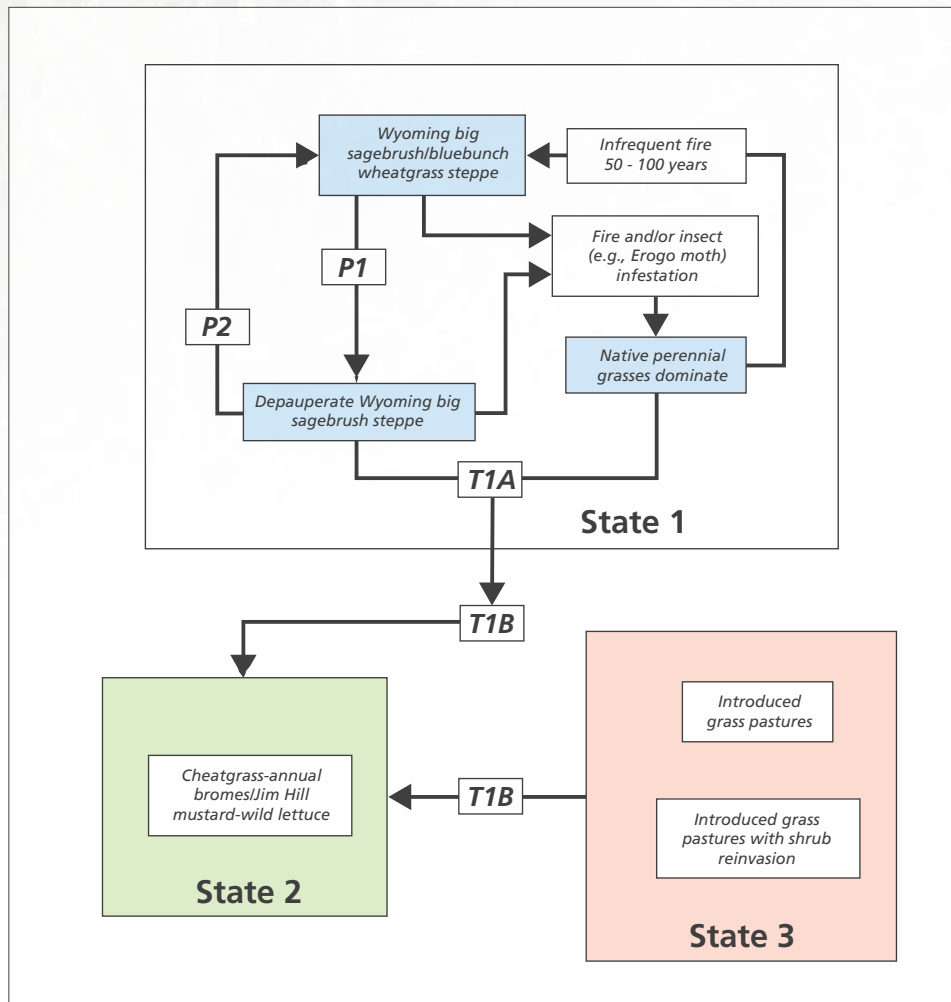 Wyoming big
sagebrush/bluebunch
wheatgrass steppe
Infrequent fire
50 - 100 years
Fire and/or insect
(e.g., Erogo moth)
infestation
P1
P2
Native perennial
grasses dominate
Depauperate Wyoming big
sagebrush steppe
T1A
State 1
T1B
Introduced
grass pastures
Cheatgrass-annual
bromes/Jim Hill
mustard-wild lettuce
T1B
Introduced grass
pastures with shrub
reinvasion
State 2
State 3